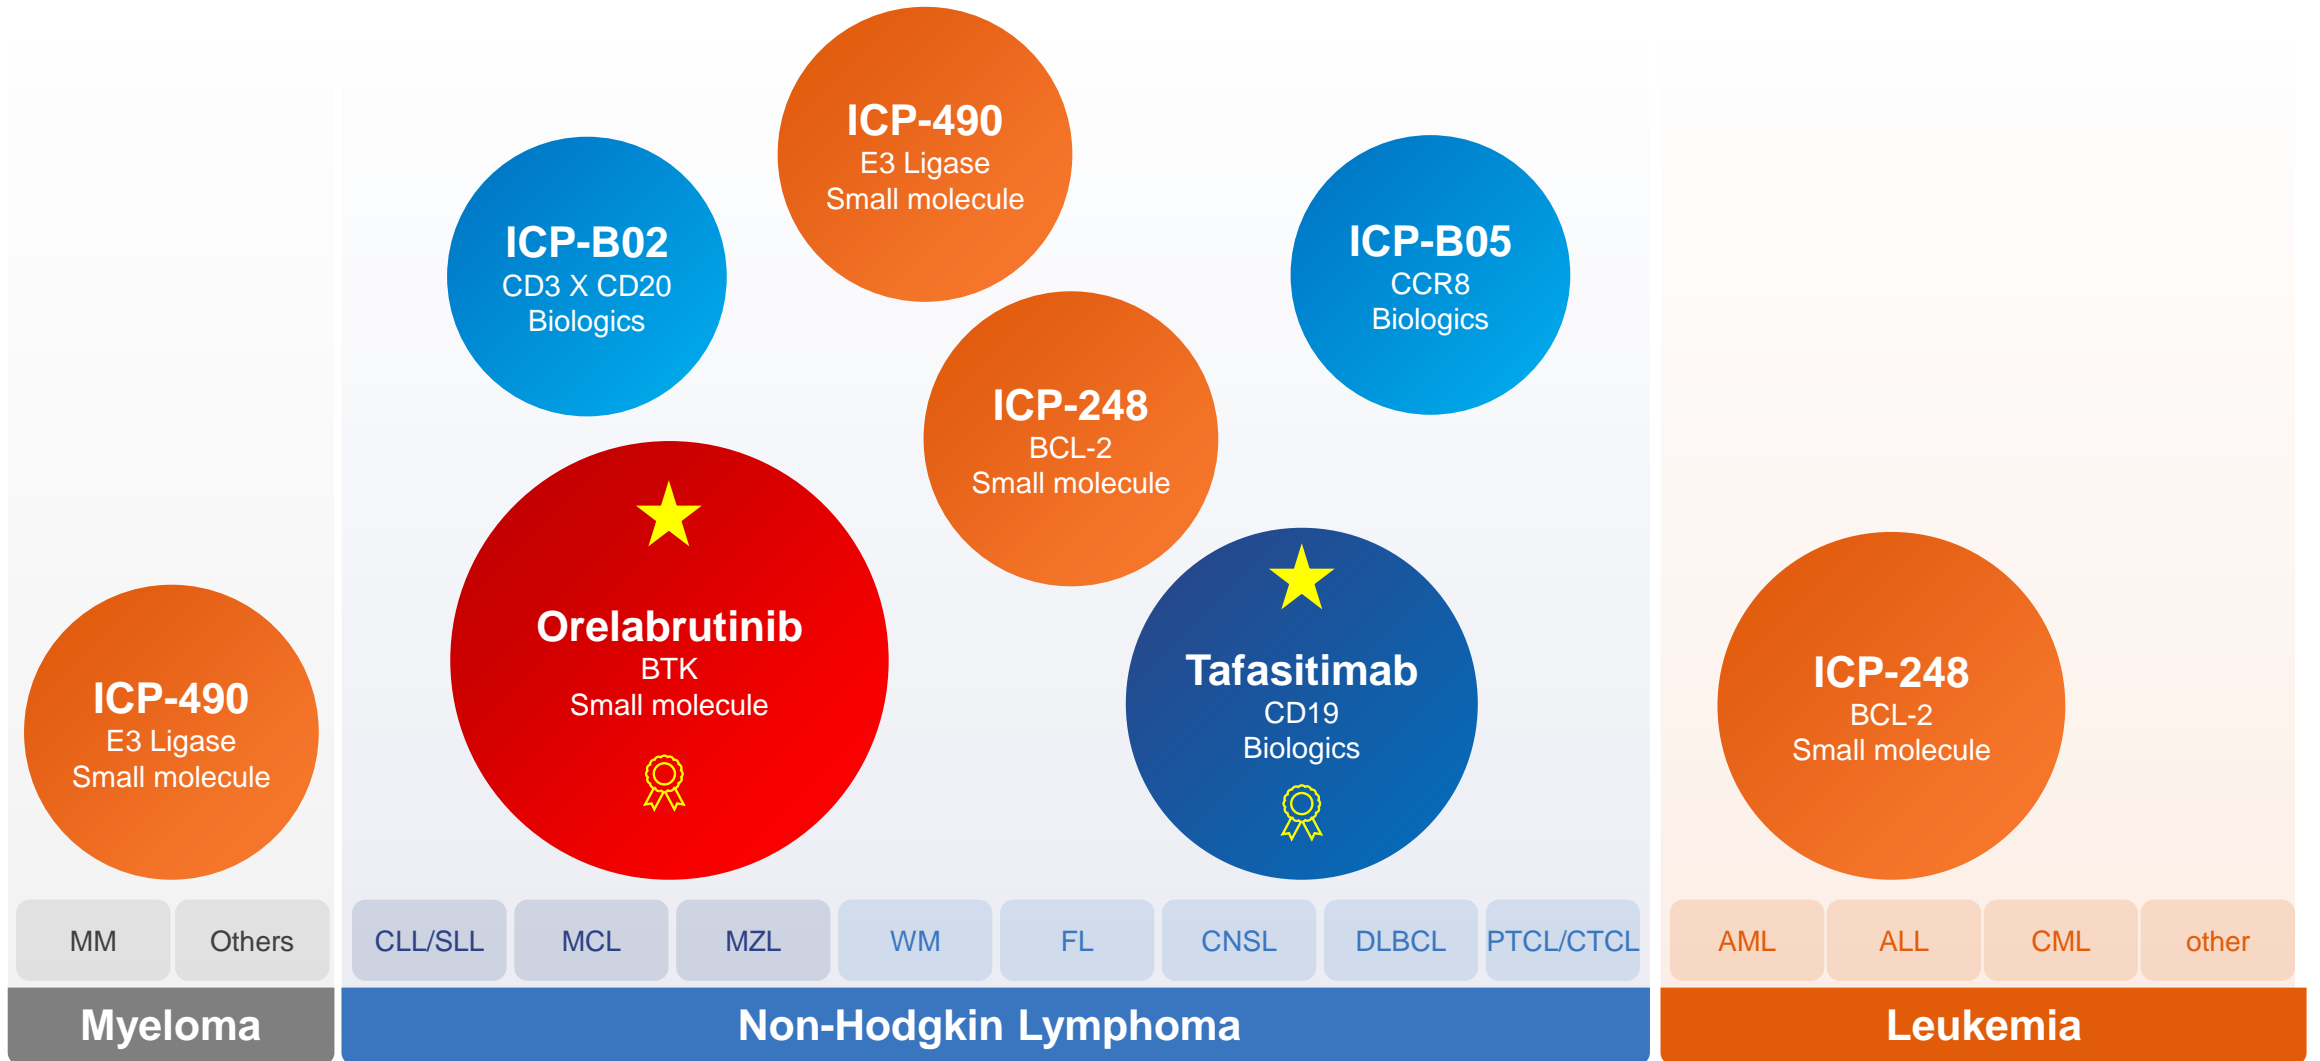 ICP-490
E3 Ligase
Small molecule
ICP-B02
CD3 X CD20
Biologics
ICP-B05
CCR8
Biologics
ICP-248
BCL-2
Small molecule
Orelabrutinib
BTK
Small molecule
Tafasitimab
CD19
Biologics
ICP-490
E3 Ligase
Small molecule
ICP-248
BCL-2
Small molecule
MM
Others
CLL/SLL
MCL
MZL
WM
FL
CNSL
DLBCL
PTCL/CTCL
AML
ALL
CML
other
Myeloma
Non-Hodgkin Lymphoma
Leukemia